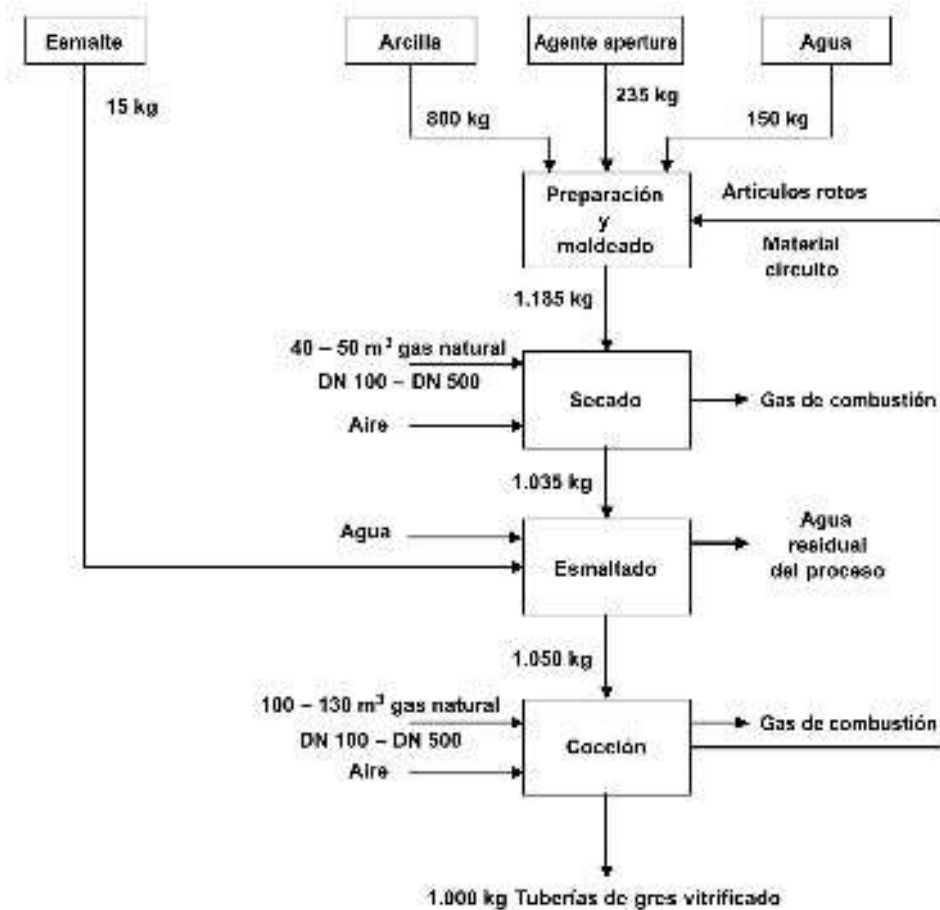 Esmalte
Arcilla
Agente apertura
Agua
15 kg
800 kg
235 kg
150 kg
Preparación
y
moldeado
Artículos rotos
Material
circuito
1.185 kg
40 – 50 m³ gas natural
DN 100 – DN 500
Aire
Secado
Gas de combustión
1.035 kg
Agua
Esmaltado
Agua
residual
del proceso
1.050 kg
100 – 130 m³ gas natural
DN 100 – DN 500
Aire
Cocción
Gas de combustión
1.000 kg Tuberías de gres vitrificado